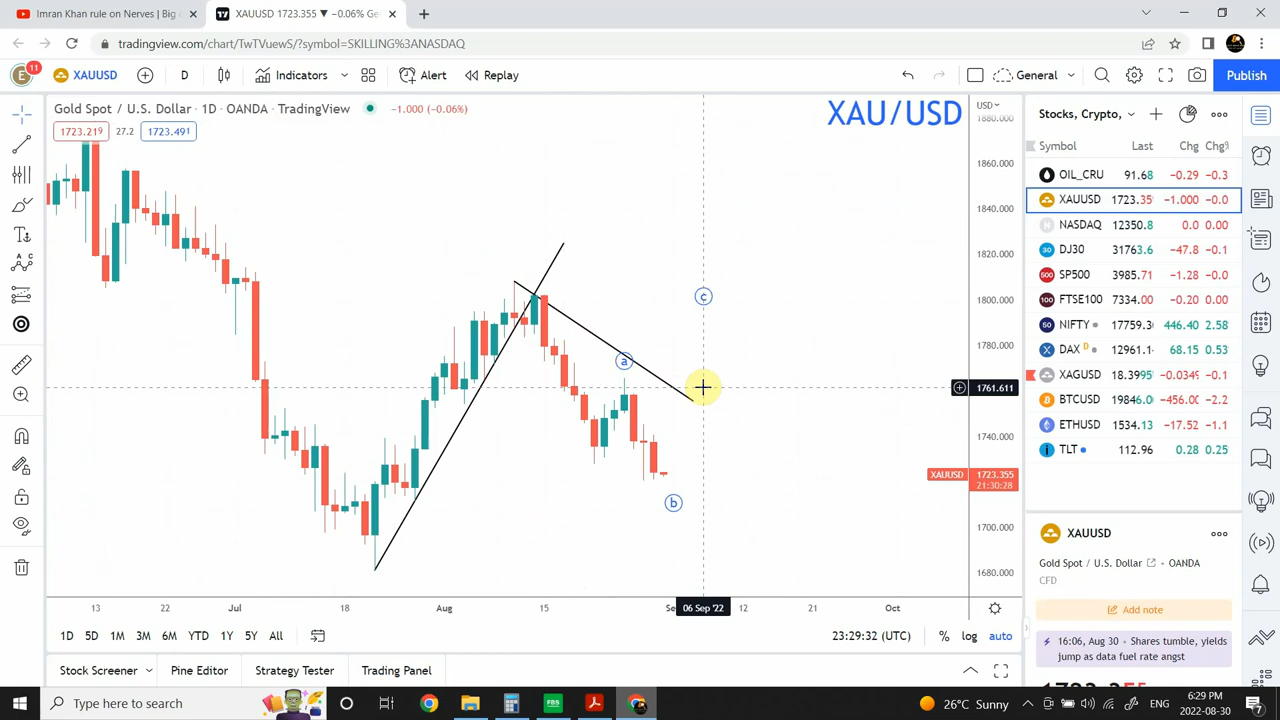 Imran Khan rule on Nerves | Big
XAUUSD 1723.355 ▼ −0.06% Ge
tradingview.com/chart/TwTVuewS/?symbol=SKILLING%3ANASDAQ
E 11 XAUUSD D Indicators Alert Replay General Publish
Gold Spot / U.S. Dollar · 1D · OANDA · TradingView −1.000 (−0.06%)
1723.219 27.2 1723.491
XAU/USD
USD
1880.000
1860.000
1840.000
1820.000
1800.000
1780.000
1761.611
1740.000
XAUUSD 1723.355
21:30:28
1700.000
1680.000
a
b
c
13 22 Jul 18 Aug 15 Se 06 Sep '22 12 21 Oct
1D 5D 1M 3M 6M YTD 1Y 5Y All 23:29:32 (UTC) % log auto
Stock Screener Pine Editor Strategy Tester Trading Panel
Stocks, Crypto,
Symbol Last Chg Chg%
OIL_CRU 91.68 −0.29 −0.3
XAUUSD 1723.35 −1.000 −0.0
NASDAQ 12350.8 0.0 0.00
DJ30 31763.6 −47.8 −0.1
SP500 3985.71 −1.28 −0.0
FTSE100 7334.00 −0.20 0.00
NIFTY 17759.3 446.40 2.58
DAX D 12961.1 68.15 0.53
XAGUSD 18.3995 −0.0349 −0.1
BTCUSD 19846.0 −456.00 −2.2
ETHUSD 1534.13 −17.52 −1.1
TLT 112.96 0.28 0.25
XAUUSD
Gold Spot / U.S. Dollar · OANDA
CFD
Add note
16:06, Aug 30 • Shares tumble, yields
jump as data fuel rate angst
Type here to search
FBS
26°C Sunny
ENG
6:29 PM
2022-08-30